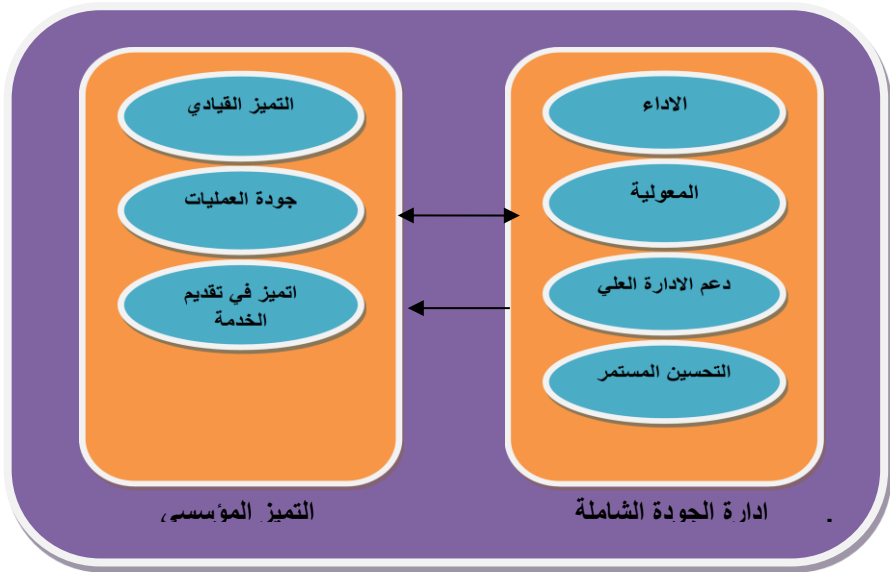 الاداء
المعولية
دعم الادارة العلي
التحسين المستمر
ادارة الجودة الشاملة
التميز القيادي
جودة العمليات
اتميز في تقديم
الخدمة
التميز المؤسسي